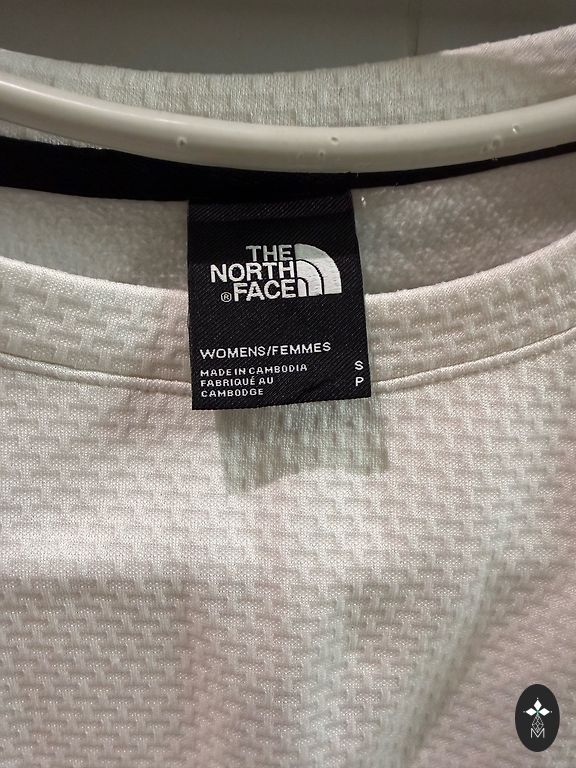 THE
NORTH
®FACE
WOMENS/FEMMES
MADE IN CAMBODIA S
FABRIQUÉ AU P
CAMBODGE
M